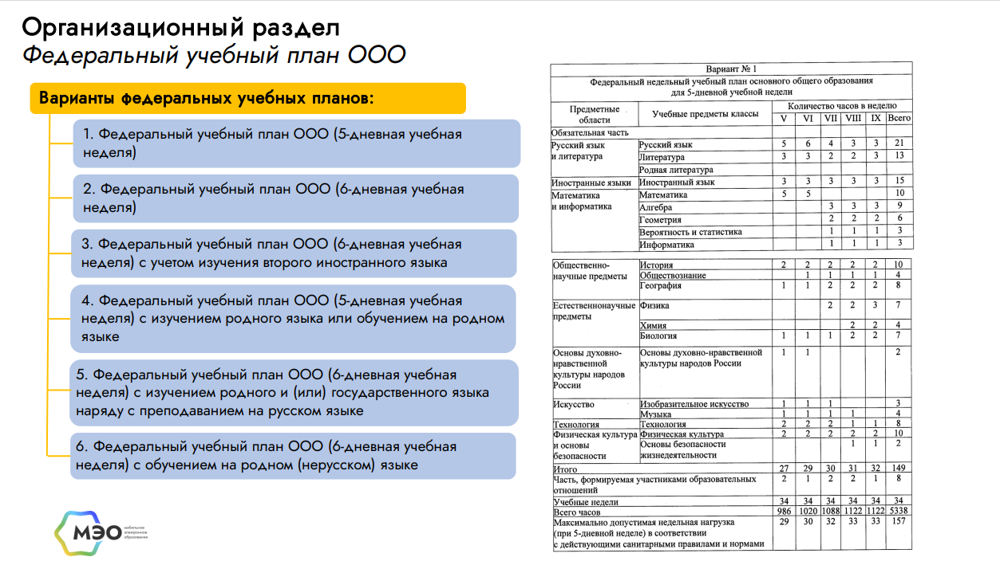 Организационный раздел
Федеральный учебный план ООО
Варианты федеральных учебных планов:
1. Федеральный учебный план ООО (5-дневная учебная
неделя)
2. Федеральный учебный план ООО (6-дневная учебная
неделя)
3. Федеральный учебный план ООО (6-дневная учебная
неделя) с учетом изучения второго иностранного языка
4. Федеральный учебный план ООО (5-дневная учебная
неделя) с изучением родного языка или обучением на родном
языке
5. Федеральный учебный план ООО (6-дневная учебная
неделя) с изучением родного и (или) государственного языка
наряду с преподаванием на русском языке
6. Федеральный учебный план ООО (6-дневная учебная
неделя) с обучением на родном (нерусском) языке
МЭО
мобильное
электронное
образование
Вариант № 1
Федеральный недельный учебный план основного общего образования
для 5-дневной учебной недели
Предметные области Учебные предметы классы Количество часов в неделю
V VI VII VIII IX Всего
Обязательная часть
Русский язык и литература Русский язык 5 6 4 3 3 21
Литература 3 3 2 2 3 13
Родная литература
Иностранные языки Иностранный язык 3 3 3 3 3 15
Математика и информатика Математика 5 5 10
Алгебра 3 3 3 9
Геометрия 2 2 2 6
Вероятность и статистика 1 1 1 3
Информатика 1 1 1 3
Общественно-научные предметы История 2 2 2 2 2 10
Обществознание 1 1 1 1 4
География 1 1 2 2 2 8
Естественнонаучные предметы Физика 2 2 3 7
Химия 2 2 4
Биология 1 1 1 2 2 7
Основы духовно-нравственной культуры народов России Основы духовно-нравственной культуры народов России 1 1 2
Искусство Изобразительное искусство 1 1 1 3
Музыка 1 1 1 1 4
Технология Технология 2 2 2 1 1 8
Физическая культура и основы безопасности Физическая культура 2 2 2 2 2 10
Основы безопасности жизнедеятельности 1 1 2
Итого 27 29 30 31 32 149
Часть, формируемая участниками образовательных отношений 2 1 2 2 1 8
Учебные недели 34 34 34 34 34 34
Всего часов 986 1020 1088 1122 1122 5338
Максимально допустимая недельная нагрузка (при 5-дневной неделе) в соответствии с действующими санитарными правилами и нормами 29 30 32 33 33 157